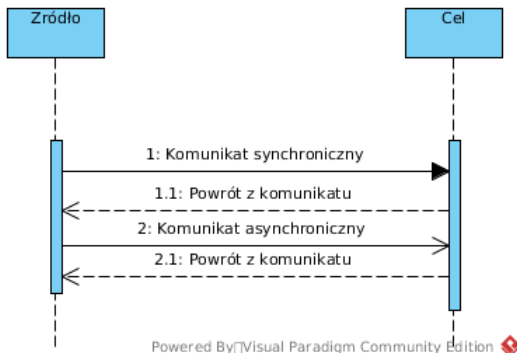 Zródło
Cel
1: Komunikat synchroniczny
1.1: Powrót z komunikatu
2: Komunikat asynchroniczny
2.1: Powrót z komunikatu
Powered By Visual Paradigm Community Edition